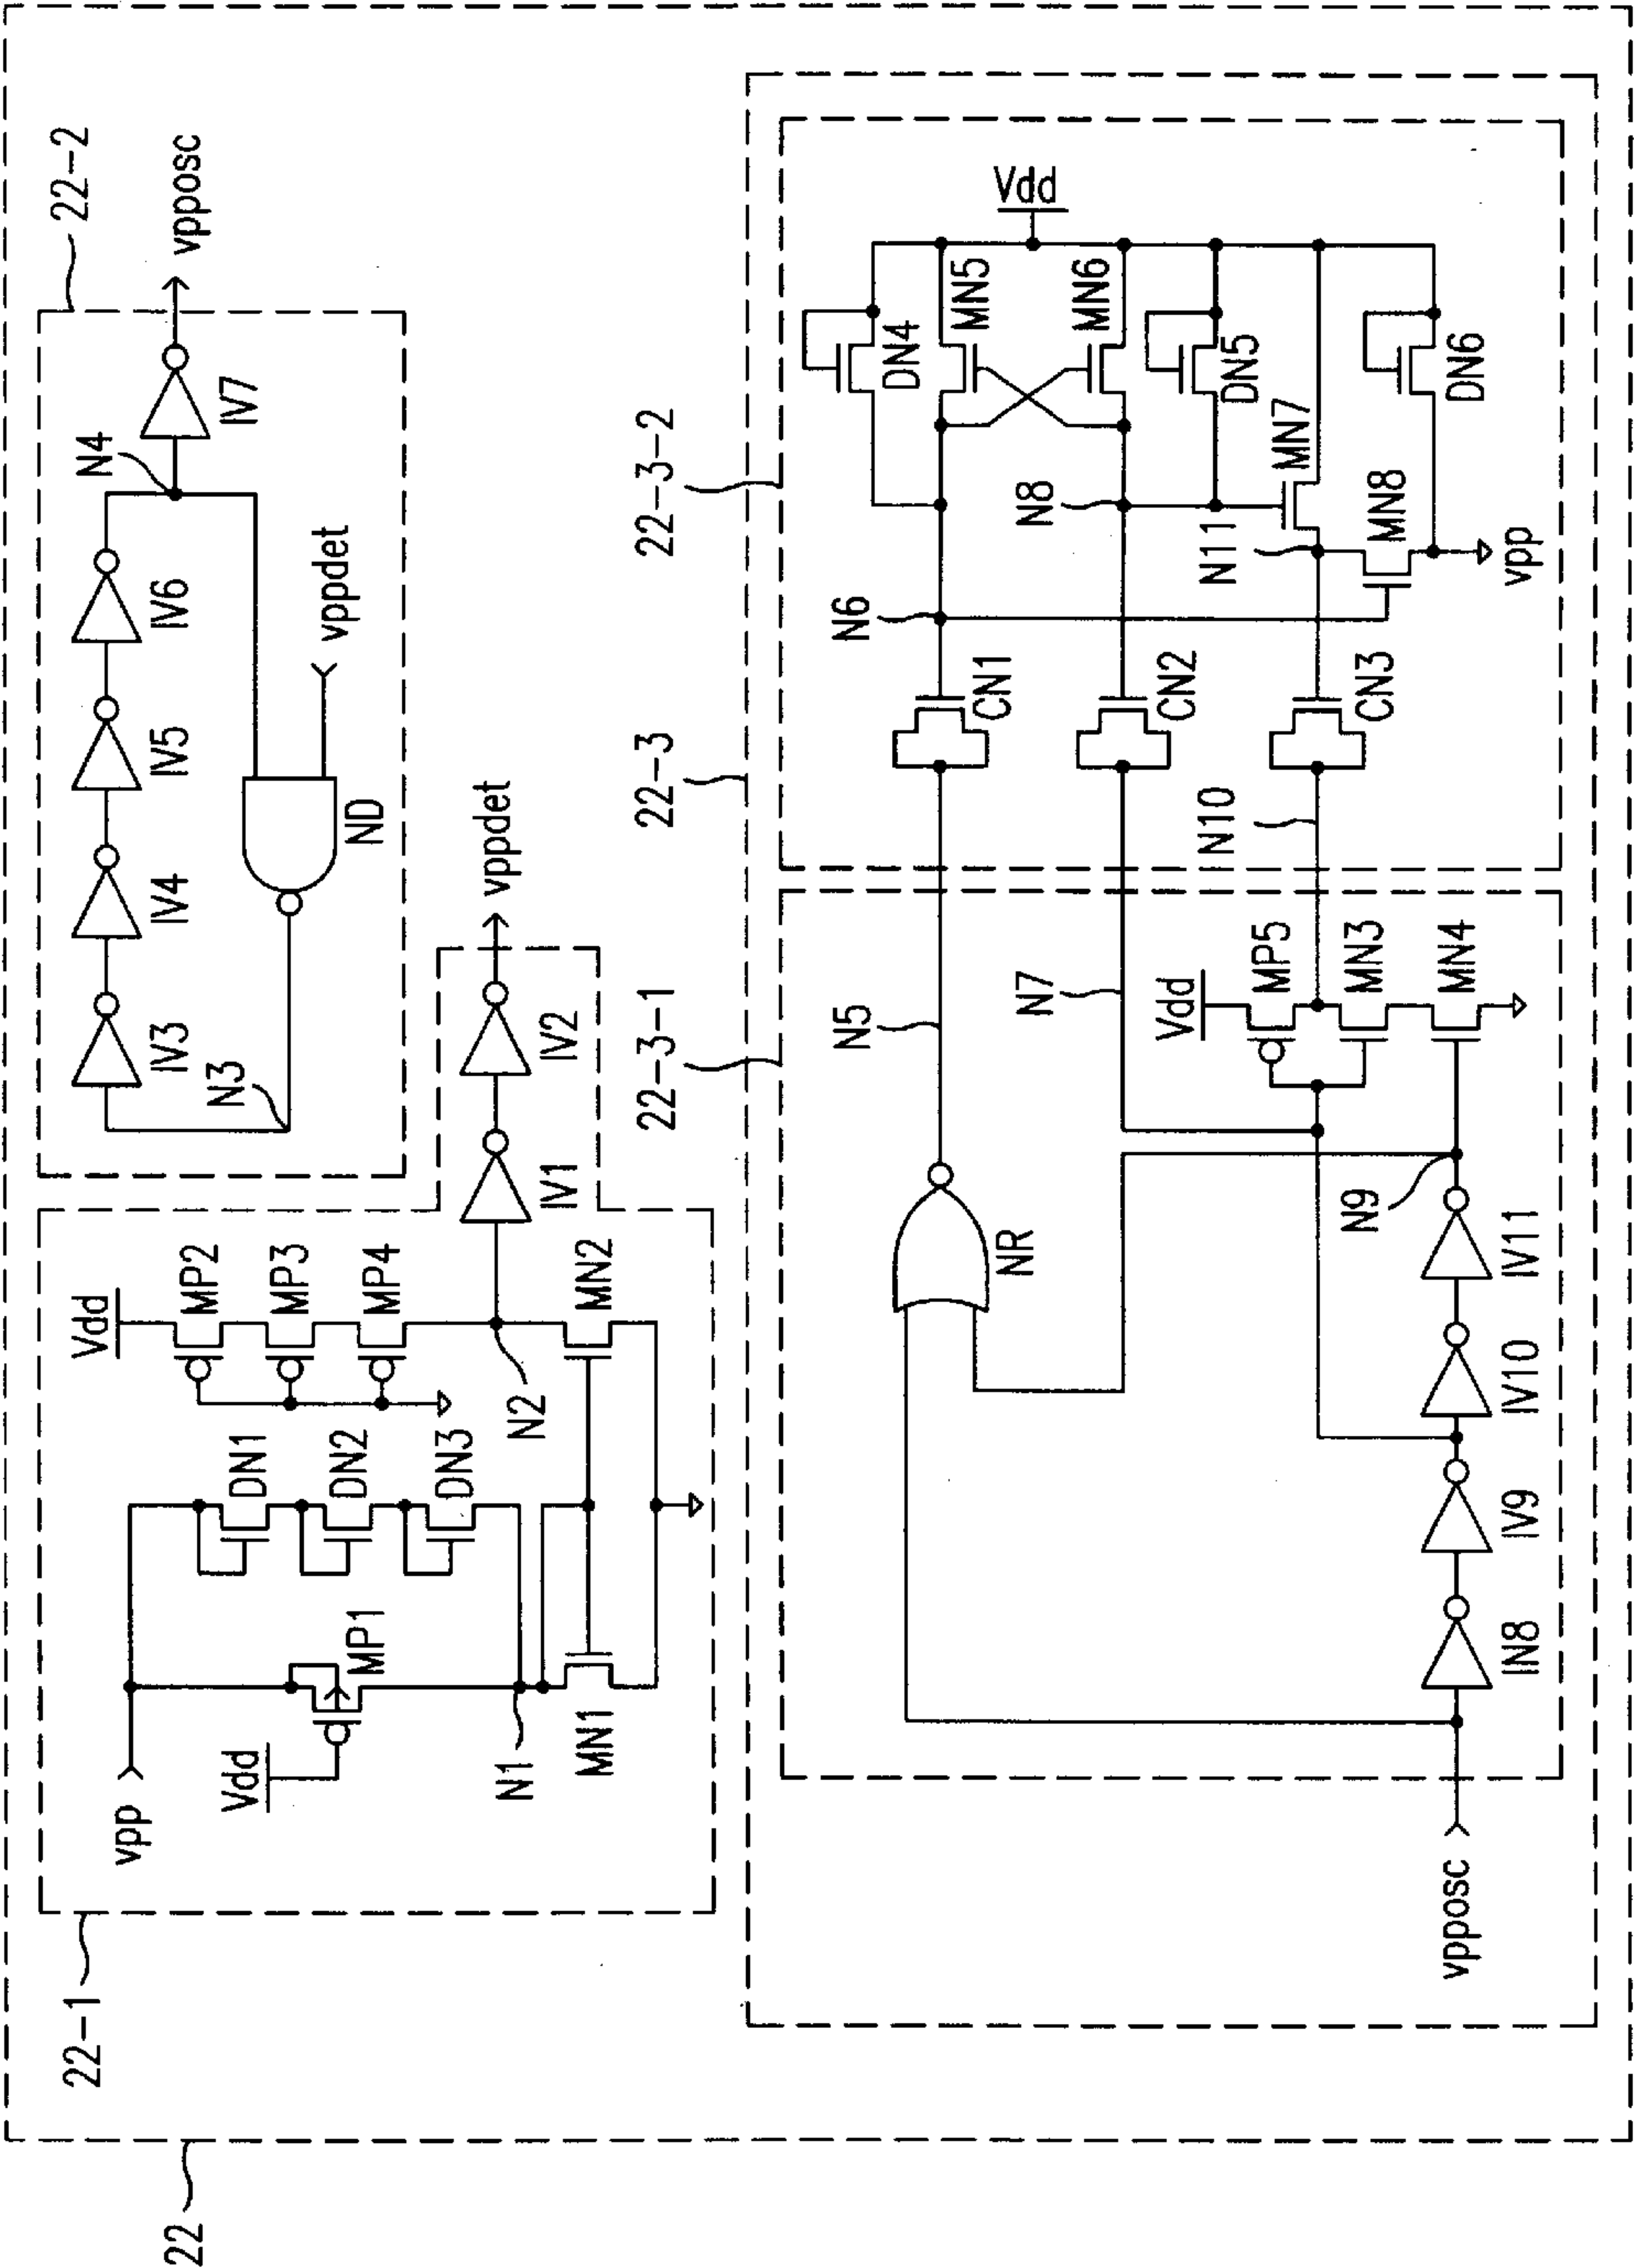 22
22-1
vpp
Vdd
MP1
N1
MN1
DN1
DN2
DN3
Vdd
MP2
MP3
MP4
N2
MN2
IV1
IV2
vppdet
22-2
N3
IV3
IV4
IV5
IV6
ND
vppdet
N4
IV7
vpposc
22-3
22-3-1
vpposc
IN8
IV9
IV10
IV11
N9
NR
N5
N7
Vdd
MP5
MN3
MN4
22-3-2
N10
CN1
CN2
CN3
N6
N8
N11
DN4
MN5
MN6
DN5
MN7
MN8
DN6
Vdd
vpp